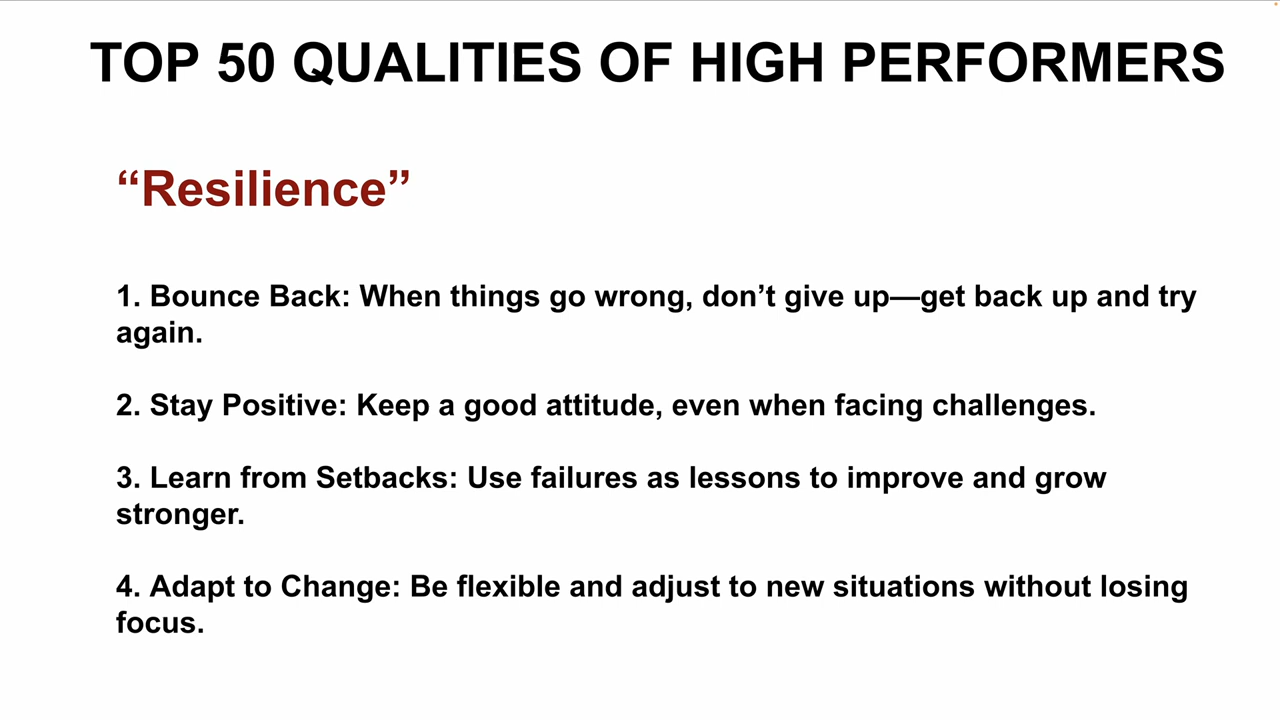 TOP 50 QUALITIES OF HIGH PERFORMERS
“Resilience”
1. Bounce Back: When things go wrong, don’t give up—get back up and try
again.
2. Stay Positive: Keep a good attitude, even when facing challenges.
3. Learn from Setbacks: Use failures as lessons to improve and grow
stronger.
4. Adapt to Change: Be flexible and adjust to new situations without losing
focus.